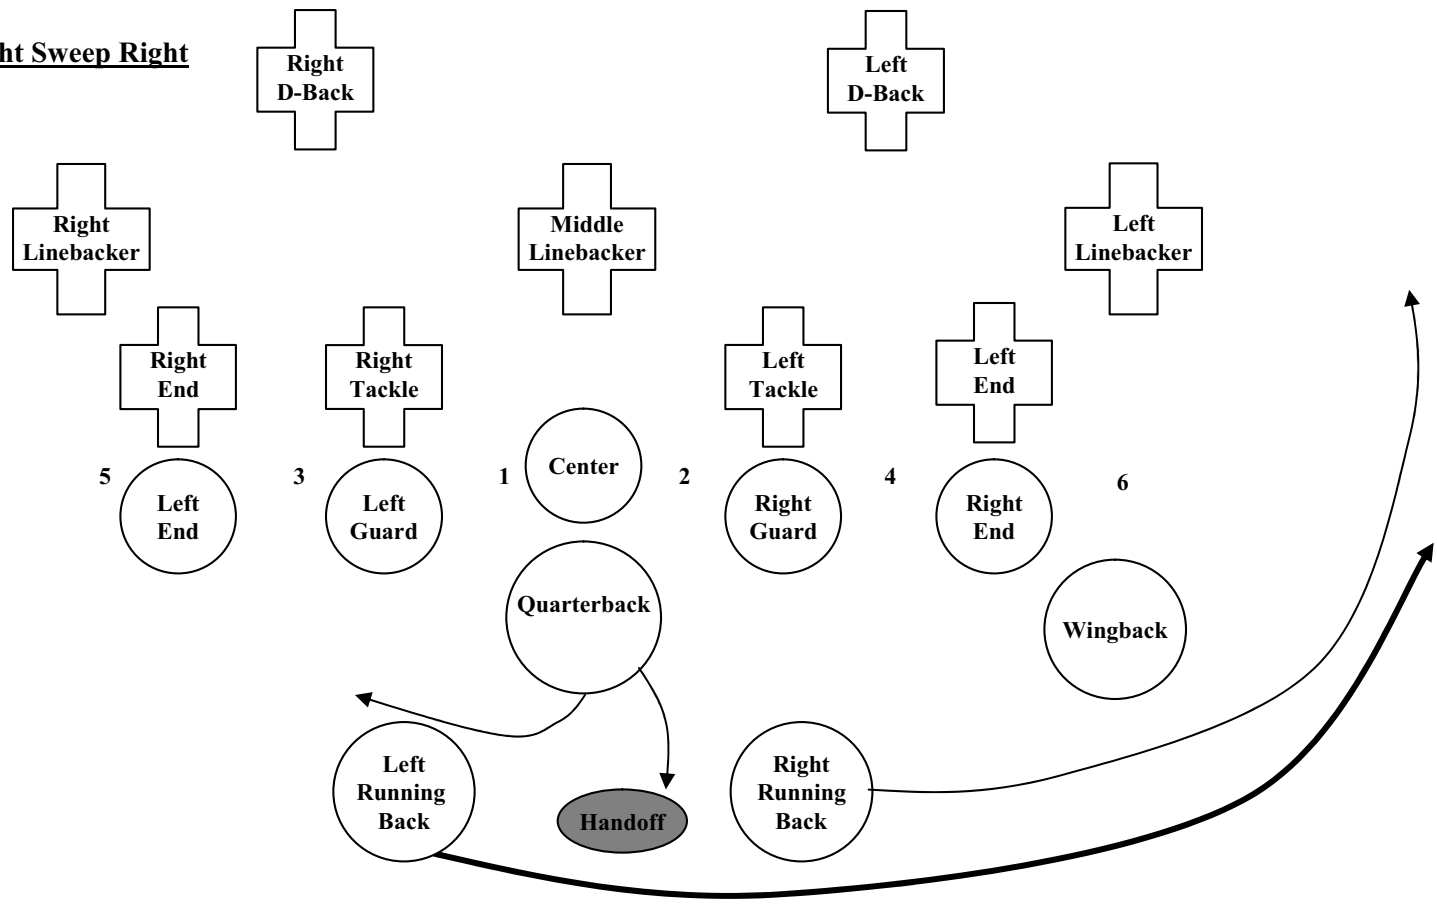 ht Sweep Right
Right
D-Back
Left
D-Back
Right
Linebacker
Middle
Linebacker
Left
Linebacker
Right
End
Right
Tackle
Left
Tackle
Left
End
5
3
1
Center
2
4
6
Left
End
Left
Guard
Right
Guard
Right
End
Quarterback
Wingback
Left
Running
Back
Handoff
Right
Running
Back